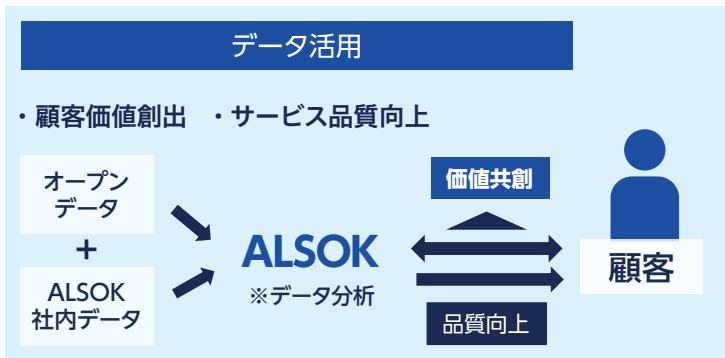 データ活用
・顧客価値創出 ・サービス品質向上
オープン
データ
+
ALSOK
社内データ
ALSOK
※データ分析
価値共創
品質向上
顧客